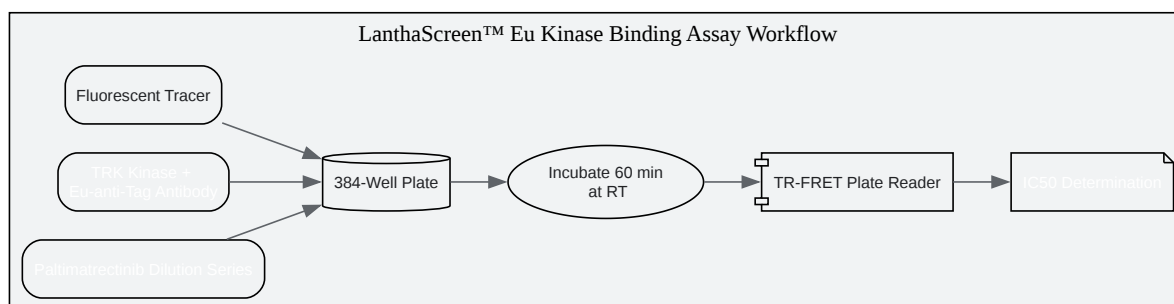 LanthaScreen™ Eu Kinase Binding Assay Workflow
Fluorescent Tracer
TRK Kinase +
Eu-anti-Tag Antibody
Paltimatrectinib Dilution Series
384-Well Plate
Incubate 60 min
at RT
TR-FRET Plate Reader
IC50 Determination